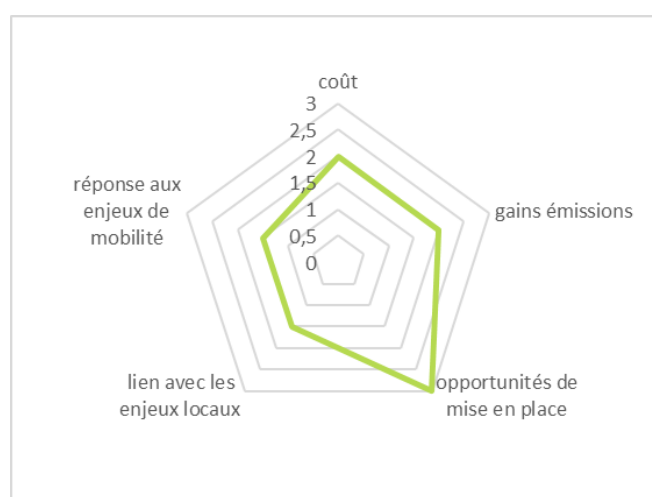 coût
3
2,5
2
1,5
1
0,5
0
réponse aux
enjeux de
mobilité
gains émissions
lien avec les
enjeux locaux
opportunités de
mise en place